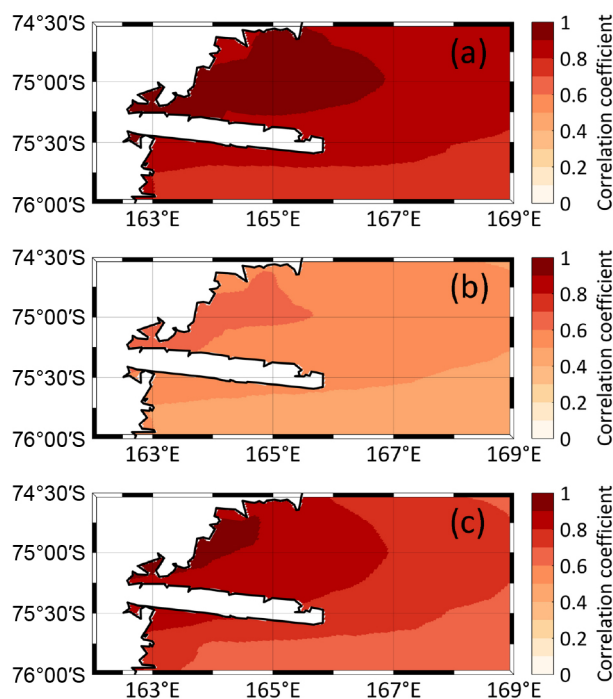 74°30′S
75°00′S
75°30′S
76°00′S
163°E 165°E 167°E 169°E
(a)
1
0.8
0.6
0.4
0.2
0
Correlation coefficient
74°30′S
75°00′S
75°30′S
76°00′S
163°E 165°E 167°E 169°E
(b)
1
0.8
0.6
0.4
0.2
0
Correlation coefficient
74°30′S
75°00′S
75°30′S
76°00′S
163°E 165°E 167°E 169°E
(c)
1
0.8
0.6
0.4
0.2
0
Correlation coefficient